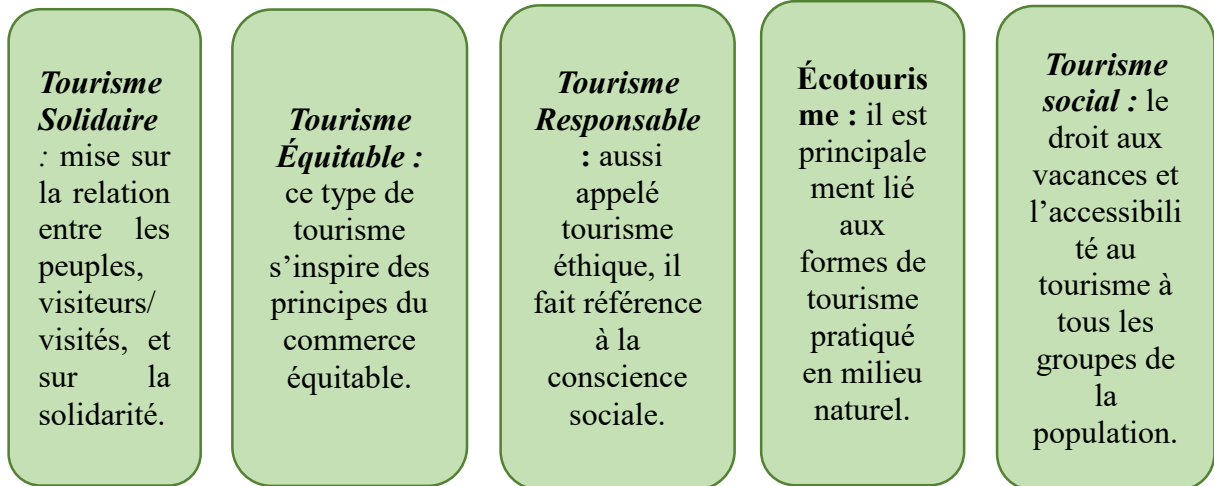 Tourisme
Solidaire
: mise sur
la relation
entre les
peuples,
visiteurs/
visités, et
sur la
solidarité.
Tourisme
Équitable :
ce type de
tourisme
s’inspire des
principes du
commerce
équitable.
Tourisme
Responsable
: aussi
appelé
tourisme
éthique, il
fait référence
à la
conscience
sociale.
Écotouris
me : il est
principale
ment lié
aux
formes de
tourisme
pratiqué
en milieu
naturel.
Tourisme
social : le
droit aux
vacances et
l’accessibili
té au
tourisme à
tous les
groupes de
la
population.